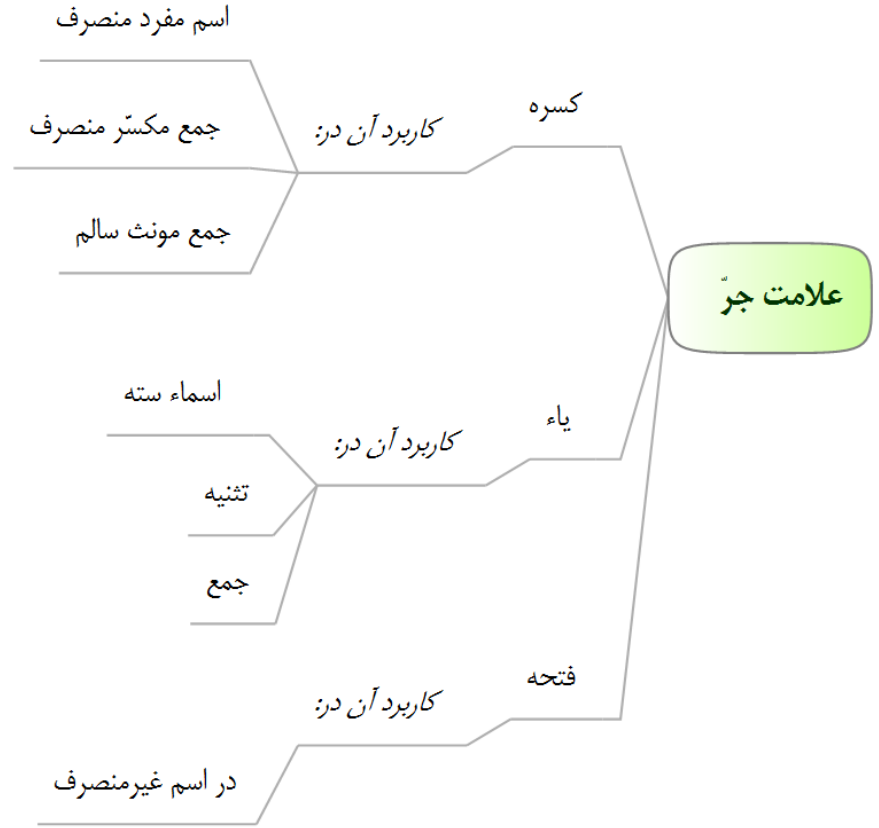 علامت جرّ
کسره
کاربرد آن در:
اسم مفرد منصرف
جمع مکسّر منصرف
جمع مونث سالم
یاء
کاربرد آن در:
اسماء سته
تثنیه
جمع
فتحه
کاربرد آن در:
در اسم غیرمنصرف